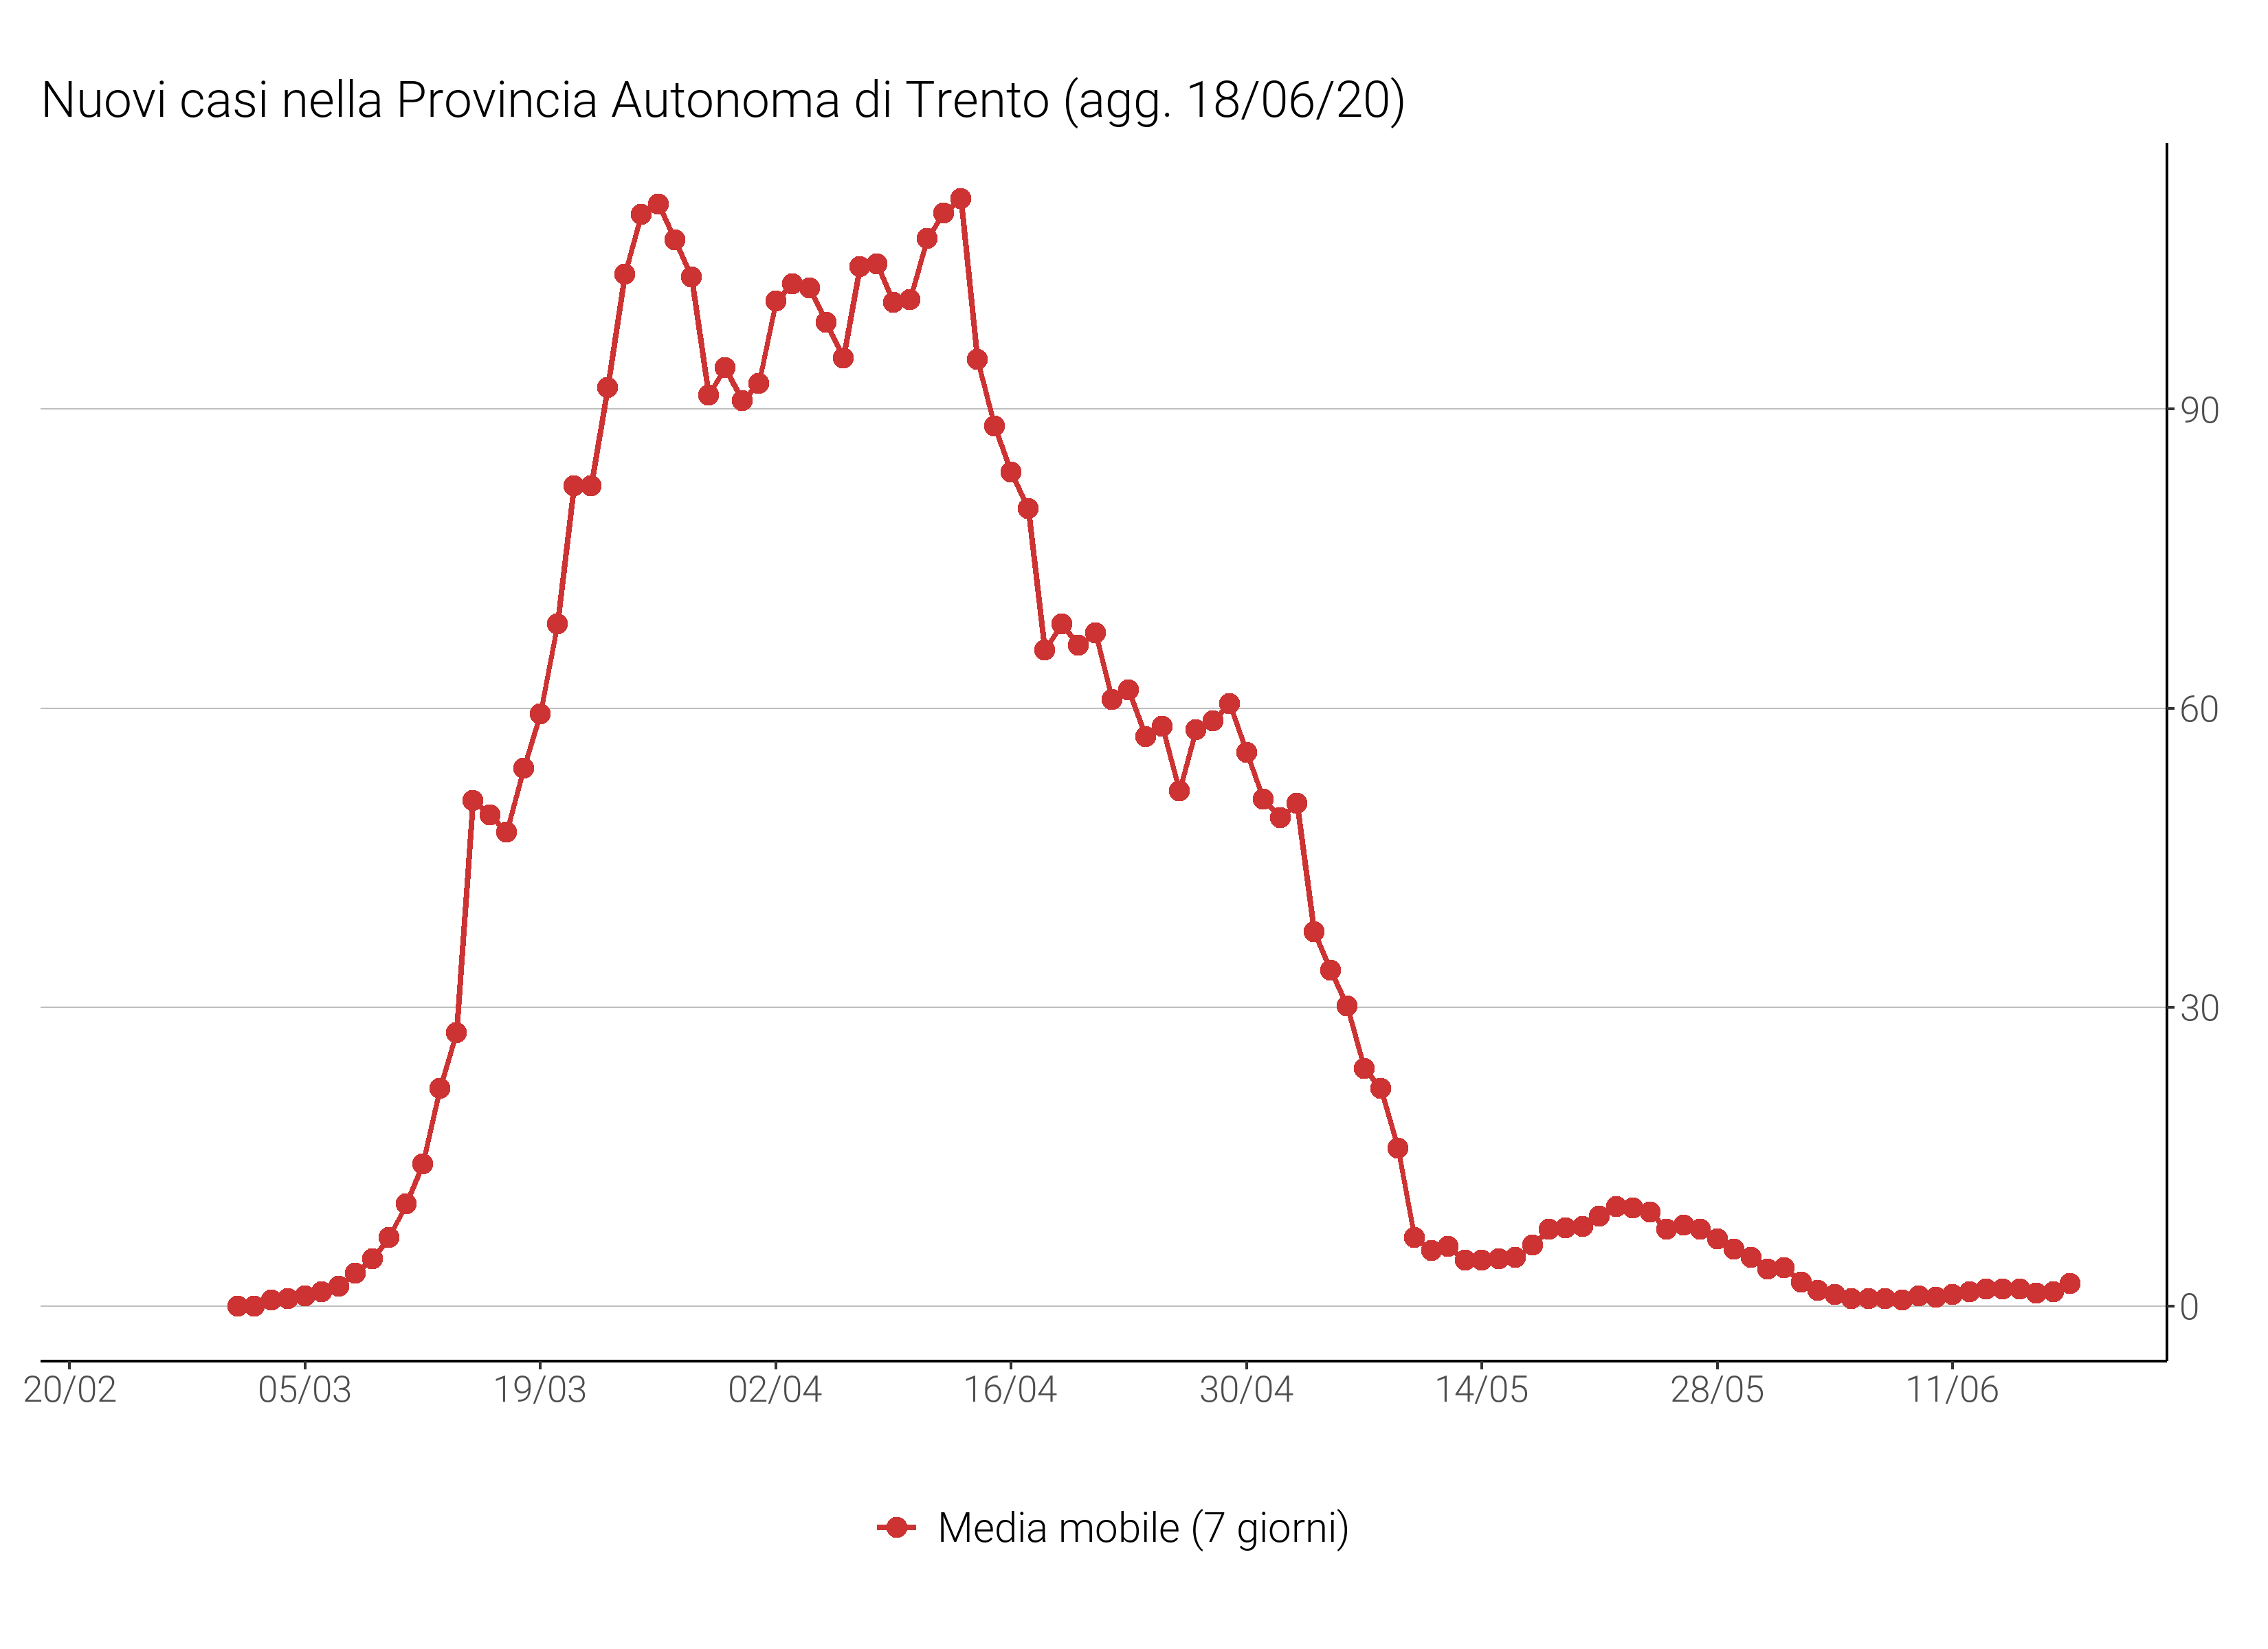 Nuovi casi nella Provincia Autonoma di Trento (agg. 18/06/20)
90
60
30
0
20/02 05/03 19/03 02/04 16/04 30/04 14/05 28/05 11/06
Media mobile (7 giorni)